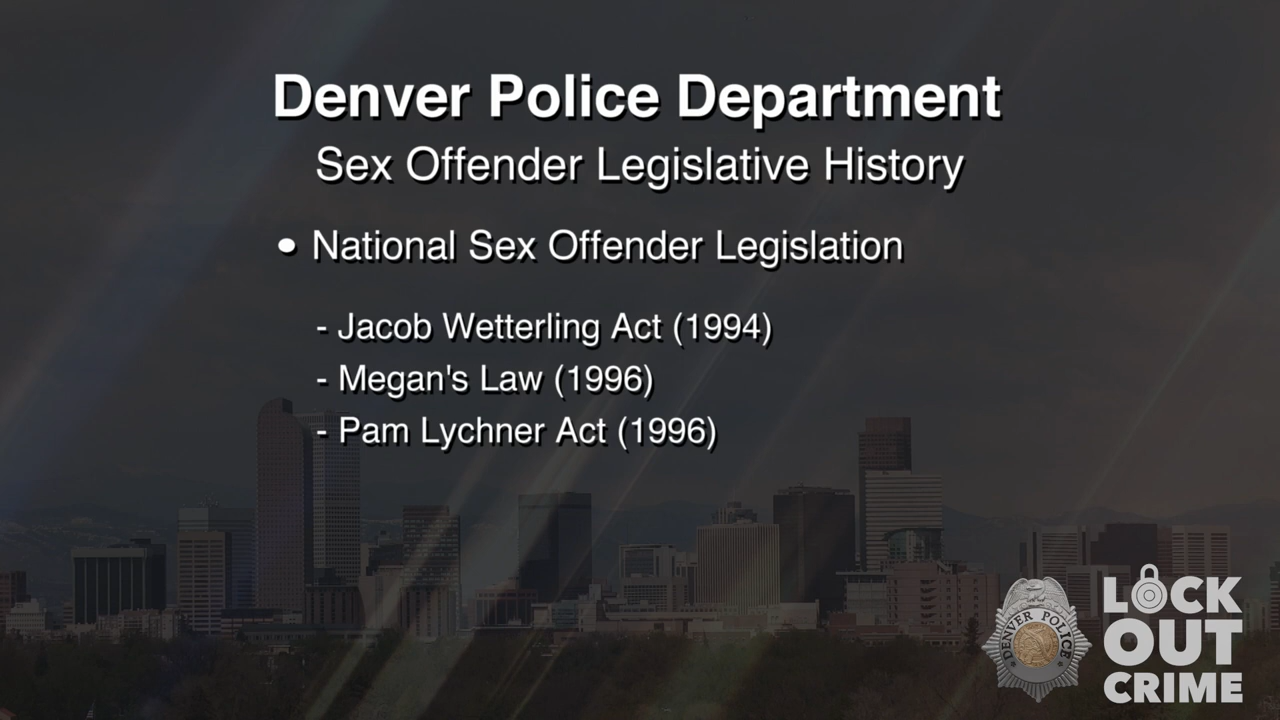 Denver Police Department
Sex Offender Legislative History
• National Sex Offender Legislation
- Jacob Wetterling Act (1994)
- Megan's Law (1996)
- Pam Lychner Act (1996)
DENVER POLICE
LOCK
OUT
CRIME